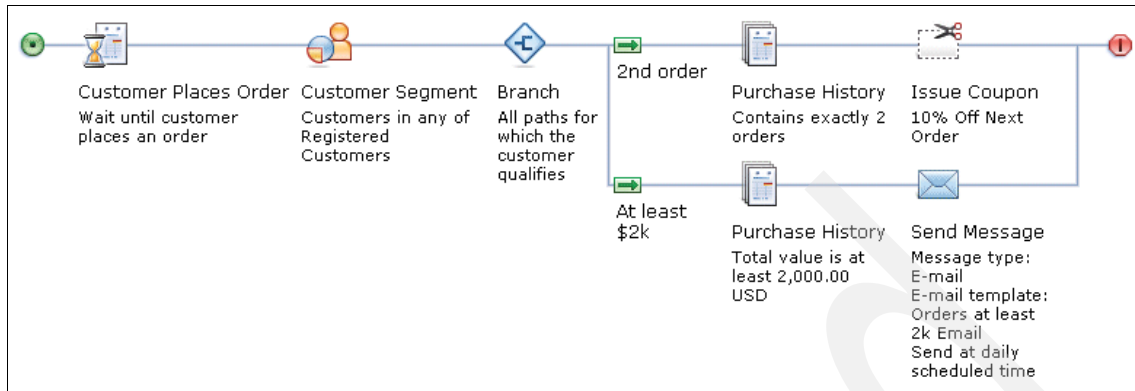 Customer Places Order
Wait until customer
places an order
Customer Segment
Customers in any of
Registered
Customers
Branch
All paths for
which the
customer
qualifies
2nd order
Purchase History
Contains exactly 2
orders
Issue Coupon
10% Off Next
Order
At least
$2k
Purchase History
Total value is at
least 2,000.00
USD
Send Message
Message type:
E-mail
E-mail template:
Orders at least
2k Email
Send at daily
scheduled time